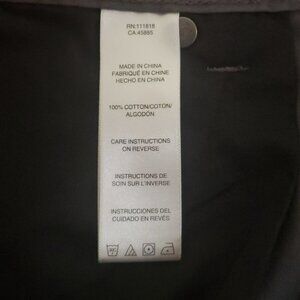 RN:111818
CA:45885
MADE IN CHINA
FABRIQUÉ EN CHINE
HECHO EN CHINA
100% COTTON/COTON/
ALGODÓN
CARE INSTRUCTIONS
ON REVERSE
INSTRUCTIONS DE
SOIN SUR L'INVERSE
INSTRUCCIONES DEL
CUIDADO EN REVÉS